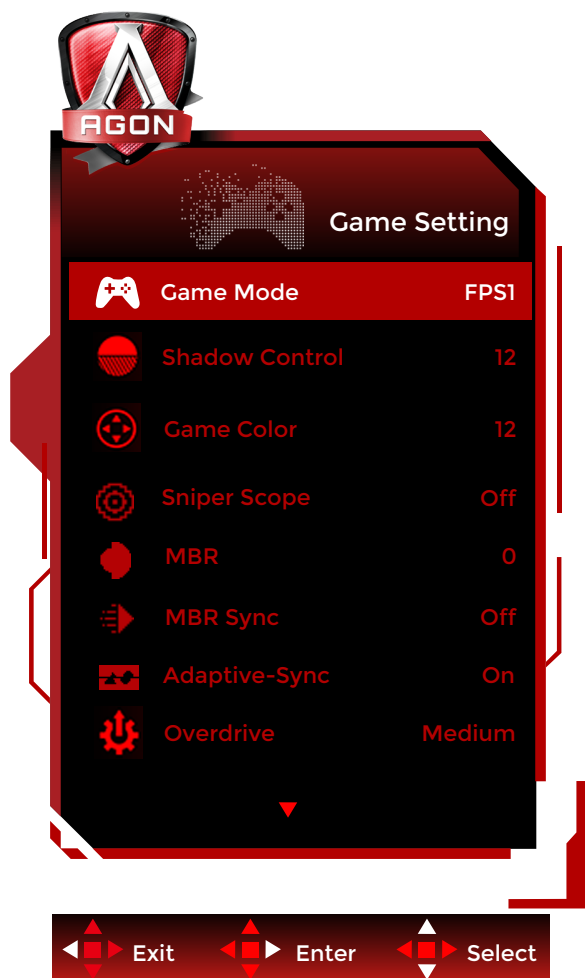 AGON
Game Setting
Game Mode FPS1
Shadow Control 12
Game Color 12
Sniper Scope Off
MBR 0
MBR Sync Off
Adaptive-Sync On
Overdrive Medium
Exit Enter Select